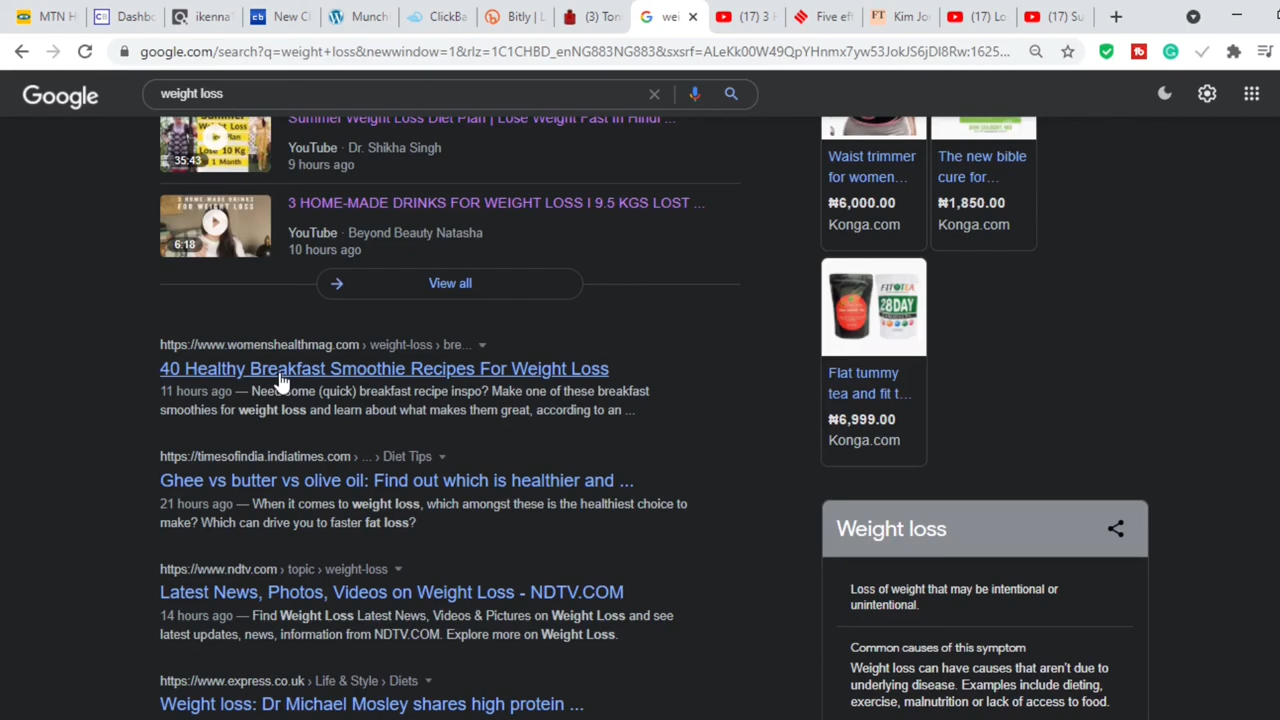 MTN H
Dashbo
ikenna
New Cl
Munch
ClickBa
Bitly | L
(3) Ton
wei
(17) 3 H
Five eff
Kim Jo
(17) Lo
(17) Su
google.com/search?q=weight+loss&newwindow=1&rlz=1C1CHBD_enNG883NG883&sxsrf=ALeKk00W49QpYHnmx7yw53JokJS6jDI8Rw:1625...
Google
weight loss
Summer Weight Loss Diet Plan | Lose Weight Fast In Hindi ...
YouTube · Dr. Shikha Singh
9 hours ago
35:43
3 HOME-MADE DRINKS FOR WEIGHT LOSS I 9.5 KGS LOST ...
YouTube · Beyond Beauty Natasha
10 hours ago
6:18
View all
https://www.womenshealthmag.com › weight-loss › bre...
40 Healthy Breakfast Smoothie Recipes For Weight Loss
11 hours ago — Need some (quick) breakfast recipe inspo? Make one of these breakfast
smoothies for weight loss and learn about what makes them great, according to an ...
https://timesofindia.indiatimes.com › ... › Diet Tips
Ghee vs butter vs olive oil: Find out which is healthier and ...
21 hours ago — When it comes to weight loss, which amongst these is the healthiest choice to
make? Which can drive you to faster fat loss?
https://www.ndtv.com › topic › weight-loss
Latest News, Photos, Videos on Weight Loss - NDTV.COM
14 hours ago — Find Weight Loss Latest News, Videos & Pictures on Weight Loss and see
latest updates, news, information from NDTV.COM. Explore more on Weight Loss.
https://www.express.co.uk › Life & Style › Diets
Weight loss: Dr Michael Mosley shares high protein ...
Waist trimmer
for women...
₦6,000.00
Konga.com
The new bible
cure for...
₦1,850.00
Konga.com
FIT TEA
28DAY
Flat tummy
tea and fit t...
₦6,999.00
Konga.com
Weight loss
Loss of weight that may be intentional or
unintentional.
Common causes of this symptom
Weight loss can have causes that aren't due to
underlying disease. Examples include dieting,
exercise, malnutrition or lack of access to food.